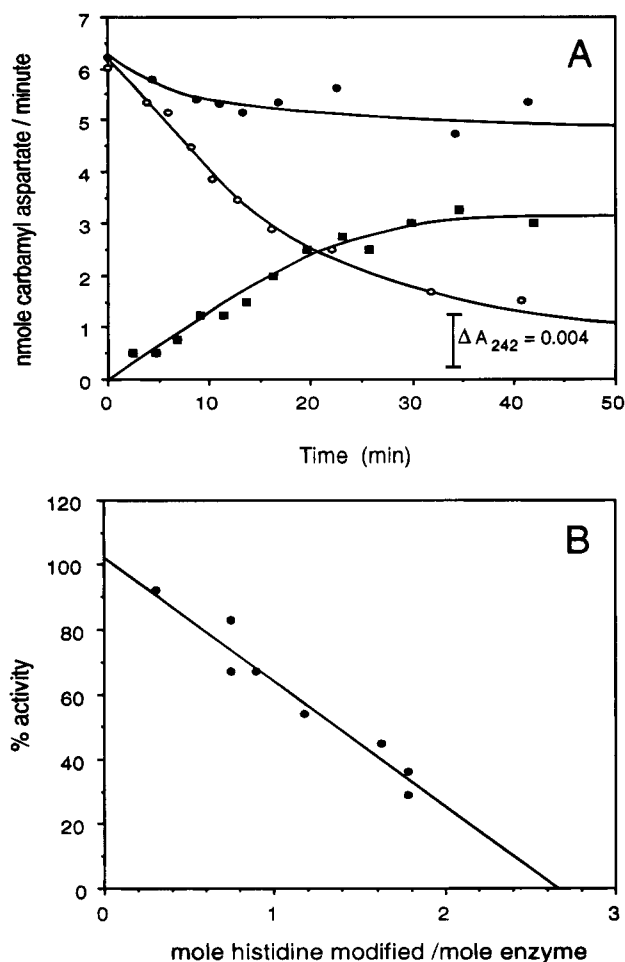 A
nmole carbamyl aspartate / minute
7
6
5
4
3
2
1
0
ΔA242 = 0.004
0 10 20 30 40 50
Time (min)
B
% activity
120
100
80
60
40
20
0
0 1 2 3
mole histidine modified /mole enzyme